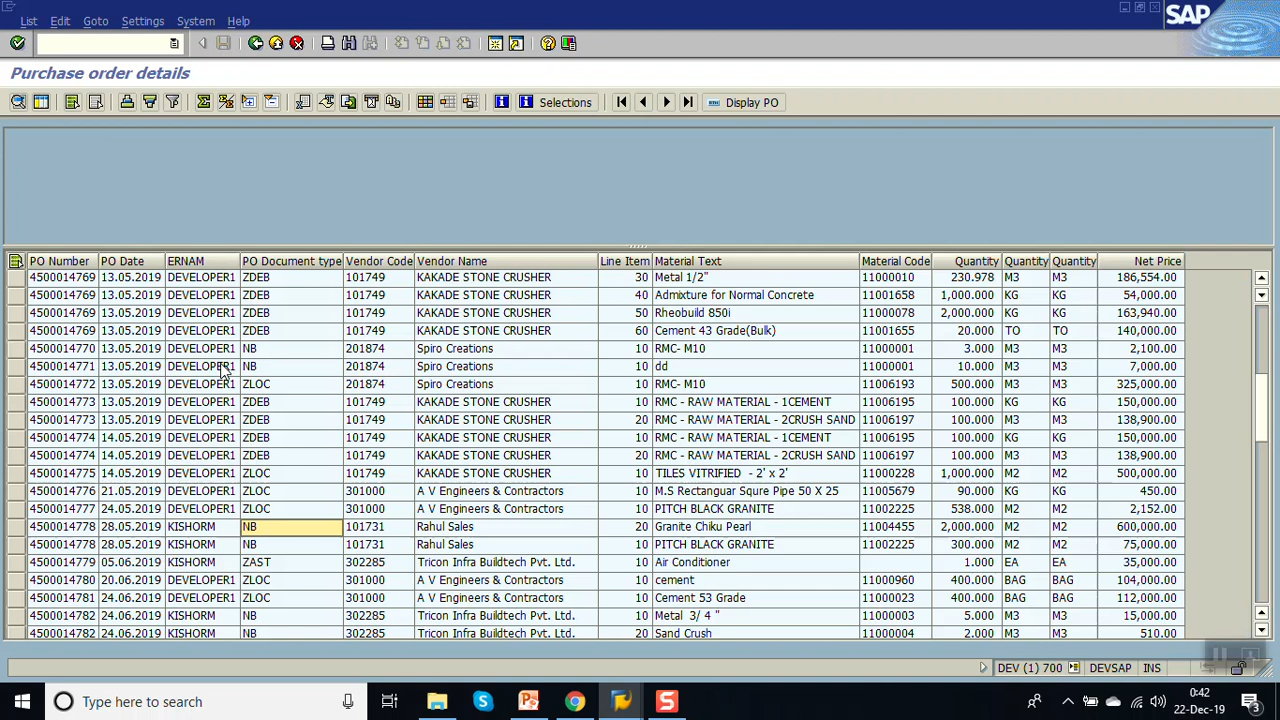 List Edit Goto Settings System Help
SAP
Purchase order details
Selections Display PO
PO Number PO Date ERNAM PO Document type Vendor Code Vendor Name Line Item Material Text Material Code Quantity Quantity Quantity Net Price
4500014769 13.05.2019 DEVELOPER1 ZDEB 101749 KAKADE STONE CRUSHER 30 Metal 1/2" 11000010 230.978 M3 M3 186,554.00
4500014769 13.05.2019 DEVELOPER1 ZDEB 101749 KAKADE STONE CRUSHER 40 Admixture for Normal Concrete 11001658 1,000.000 KG KG 54,000.00
4500014769 13.05.2019 DEVELOPER1 ZDEB 101749 KAKADE STONE CRUSHER 50 Rheobuild 850i 11000078 2,000.000 KG KG 163,940.00
4500014769 13.05.2019 DEVELOPER1 ZDEB 101749 KAKADE STONE CRUSHER 60 Cement 43 Grade(Bulk) 11001655 20.000 TO TO 140,000.00
4500014770 13.05.2019 DEVELOPER1 NB 201874 Spiro Creations 10 RMC- M10 11000001 3.000 M3 M3 2,100.00
4500014771 13.05.2019 DEVELOPER1 NB 201874 Spiro Creations 10 dd 11000001 10.000 M3 M3 7,000.00
4500014772 13.05.2019 DEVELOPER1 ZLOC 201874 Spiro Creations 10 RMC- M10 11006193 500.000 M3 M3 325,000.00
4500014773 13.05.2019 DEVELOPER1 ZDEB 101749 KAKADE STONE CRUSHER 10 RMC - RAW MATERIAL - 1CEMENT 11006195 100.000 KG KG 150,000.00
4500014773 13.05.2019 DEVELOPER1 ZDEB 101749 KAKADE STONE CRUSHER 20 RMC - RAW MATERIAL - 2CRUSH SAND 11006197 100.000 M3 M3 138,900.00
4500014774 14.05.2019 DEVELOPER1 ZDEB 101749 KAKADE STONE CRUSHER 10 RMC - RAW MATERIAL - 1CEMENT 11006195 100.000 KG KG 150,000.00
4500014774 14.05.2019 DEVELOPER1 ZDEB 101749 KAKADE STONE CRUSHER 20 RMC - RAW MATERIAL - 2CRUSH SAND 11006197 100.000 M3 M3 138,900.00
4500014775 14.05.2019 DEVELOPER1 ZLOC 101749 KAKADE STONE CRUSHER 10 TILES VITRIFIED - 2' x 2' 11000228 1,000.000 M2 M2 500,000.00
4500014776 21.05.2019 DEVELOPER1 ZLOC 301000 A V Engineers & Contractors 10 M.S Rectanguar Squre Pipe 50 X 25 11005679 90.000 KG KG 450.00
4500014777 24.05.2019 DEVELOPER1 ZLOC 301000 A V Engineers & Contractors 10 PITCH BLACK GRANITE 11002225 538.000 M2 M2 2,152.00
4500014778 28.05.2019 KISHORM NB 101731 Rahul Sales 20 Granite Chiku Pearl 11004455 2,000.000 M2 M2 600,000.00
4500014778 28.05.2019 KISHORM NB 101731 Rahul Sales 10 PITCH BLACK GRANITE 11002225 300.000 M2 M2 75,000.00
4500014779 05.06.2019 KISHORM ZAST 302285 Tricon Infra Buildtech Pvt. Ltd. 10 Air Conditioner 1.000 EA EA 35,000.00
4500014780 20.06.2019 DEVELOPER1 ZLOC 301000 A V Engineers & Contractors 10 cement 11000960 400.000 BAG BAG 104,000.00
4500014781 24.06.2019 DEVELOPER1 ZLOC 301000 A V Engineers & Contractors 10 Cement 53 Grade 11000023 400.000 BAG BAG 112,000.00
4500014782 24.06.2019 KISHORM NB 302285 Tricon Infra Buildtech Pvt. Ltd. 10 Metal 3/ 4 " 11000003 5.000 M3 M3 15,000.00
4500014782 24.06.2019 KISHORM NB 302285 Tricon Infra Buildtech Pvt. Ltd. 20 Sand Crush 11000004 2.000 M3 M3 510.00
DEV (1) 700 DEVSAP INS
Type here to search
0:42
22-Dec-19
3